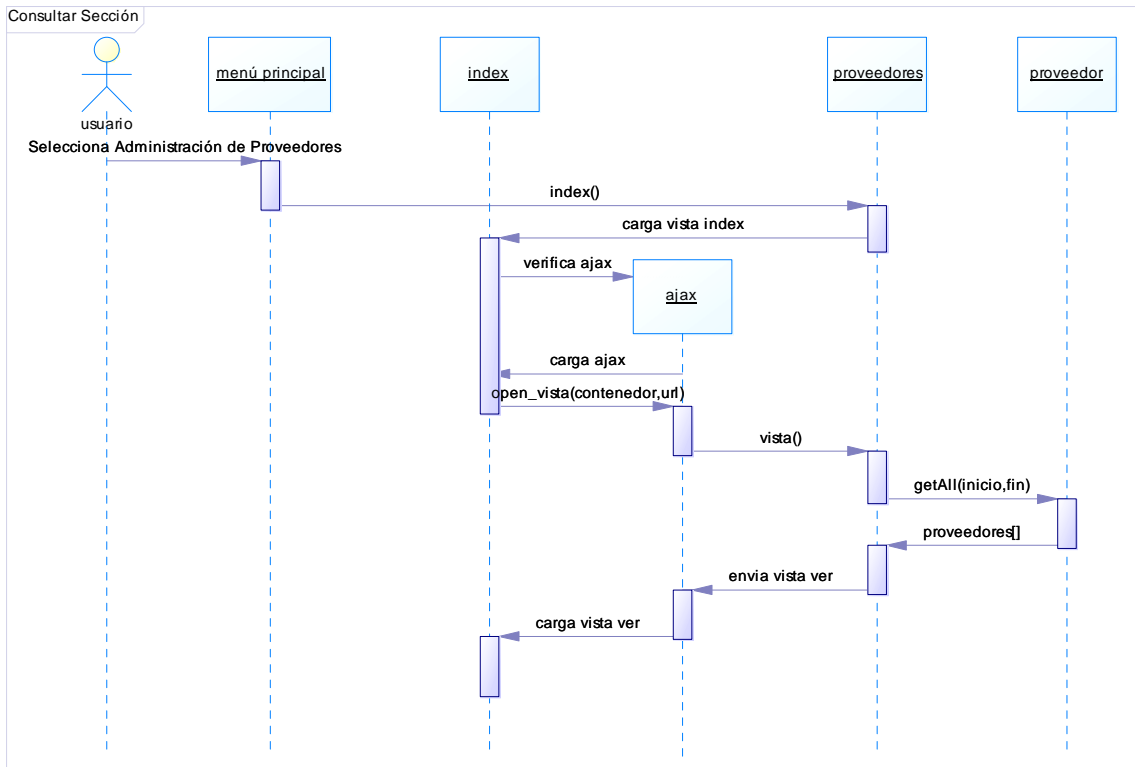 Consultar Sección
menú principal
index
proveedores
proveedor
usuario
Selecciona Administración de Proveedores
index()
carga vista index
verifica ajax
ajax
carga ajax
open_vista(contenedor,url)
vista()
getAll(inicio,fin)
proveedores[]
envia vista ver
carga vista ver